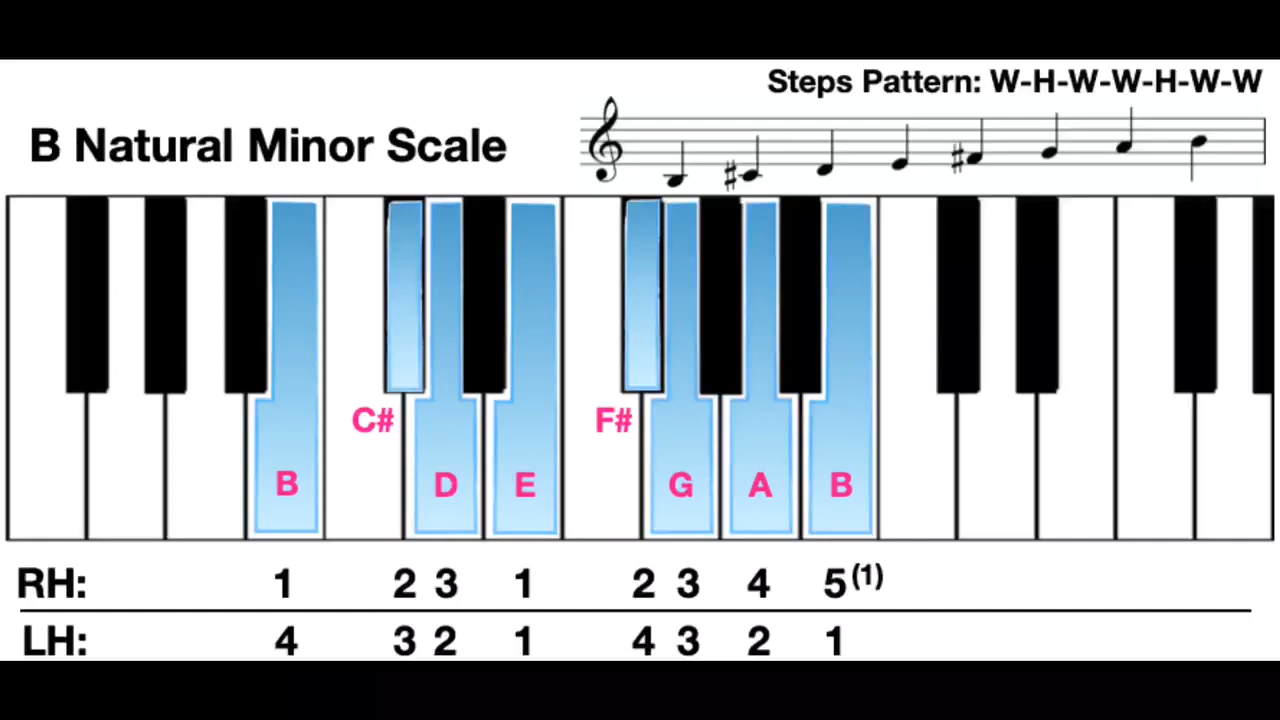 Steps Pattern: W-H-W-W-H-W-W
B Natural Minor Scale
C# F#
B D E G A B
RH: 1 2 3 1 2 3 4 5(1)
LH: 4 3 2 1 4 3 2 1